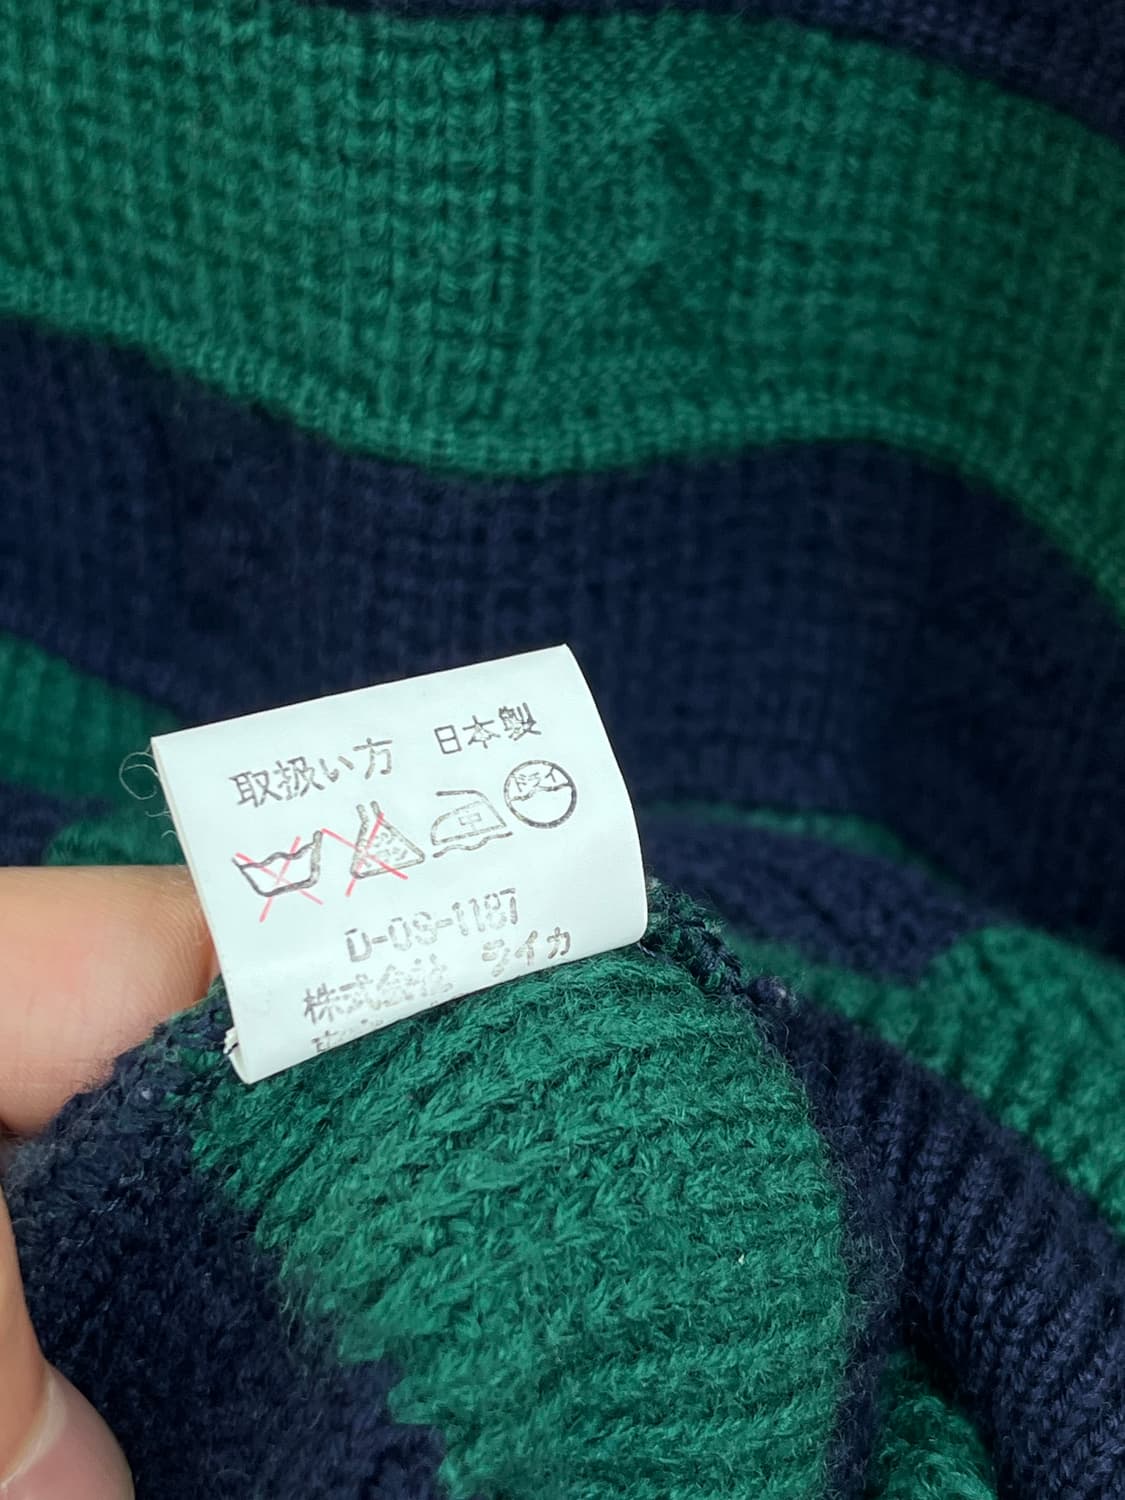 取扱い方 日本製
中
ドライ
D-09-1187
株式会社 ライカ